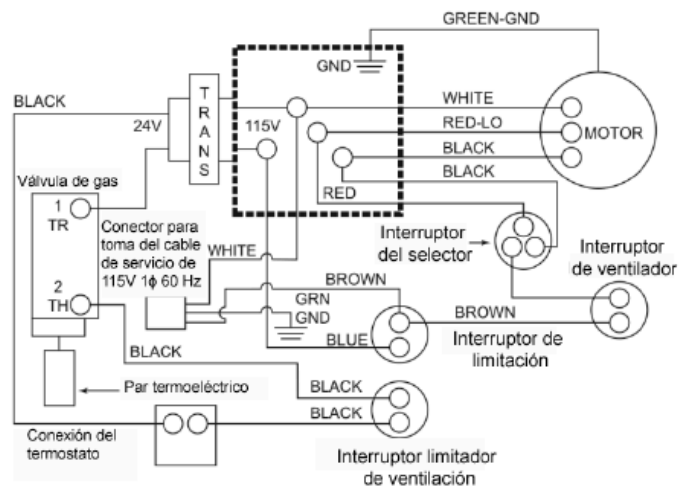 GREEN-GND
GND
BLACK
TRANS
24V
115V
WHITE
RED-LO
MOTOR
BLACK
BLACK
RED
Válvula de gas
1
TR
Conector para
toma del cable
de servicio de
115V 1ϕ 60 Hz
WHITE
Interruptor
del selector
Interruptor
de ventilador
2
TH
BROWN
GRN
GND
BROWN
BLUE
Interruptor de
limitación
BLACK
Par termoeléctrico
BLACK
BLACK
Conexión del
termostato
Interruptor limitador
de ventilación